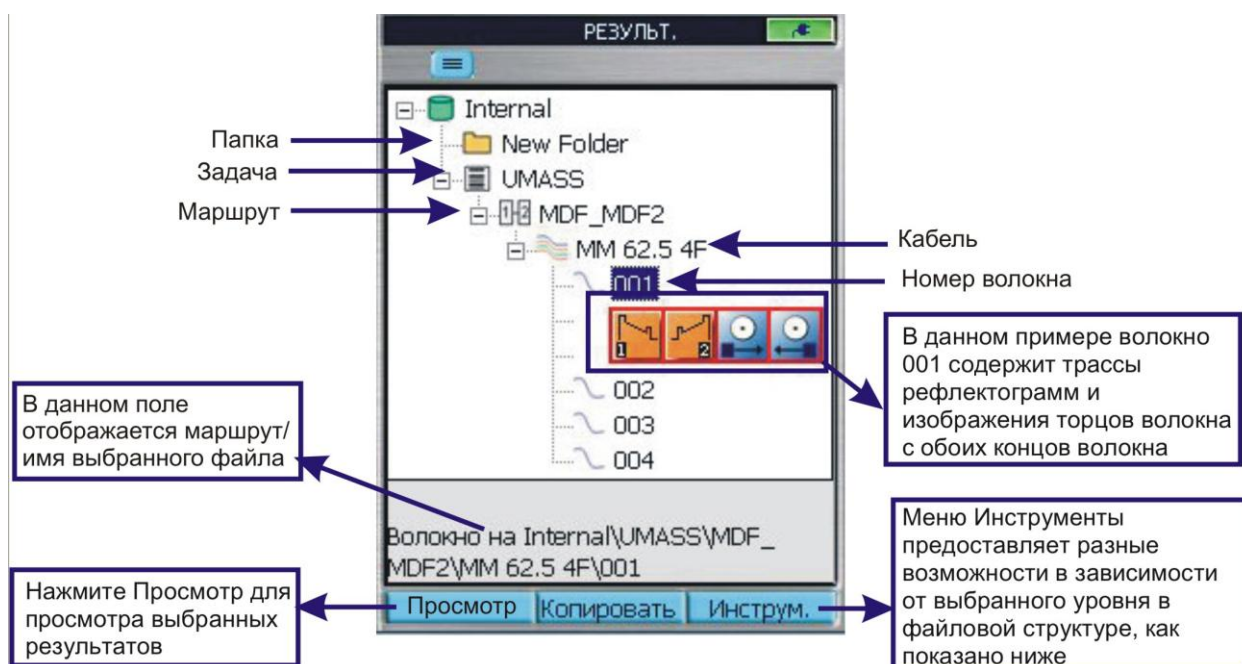 РЕЗУЛЬТ.
Internal
Папка
New Folder
Задача
UMASS
Маршрут
MDF_MDF2
MM 62.5 4F
Кабель
001
Номер волокна
1
2
002
003
004
В данном примере волокно
001 содержит трассы
рефлектограмм и
изображения торцов волокна
с обоих концов волокна
В данном поле
отображается маршрут/
имя выбранного файла
Волокно на Internal\UMASS\MDF_
MDF2\MM 62.5 4F\001
Нажмите Просмотр для
просмотра выбранных
результатов
Просмотр
Копировать
Инструм.
Меню Инструменты
предоставляет разные
возможности в зависимости
от выбранного уровня в
файловой структуре, как
показано ниже